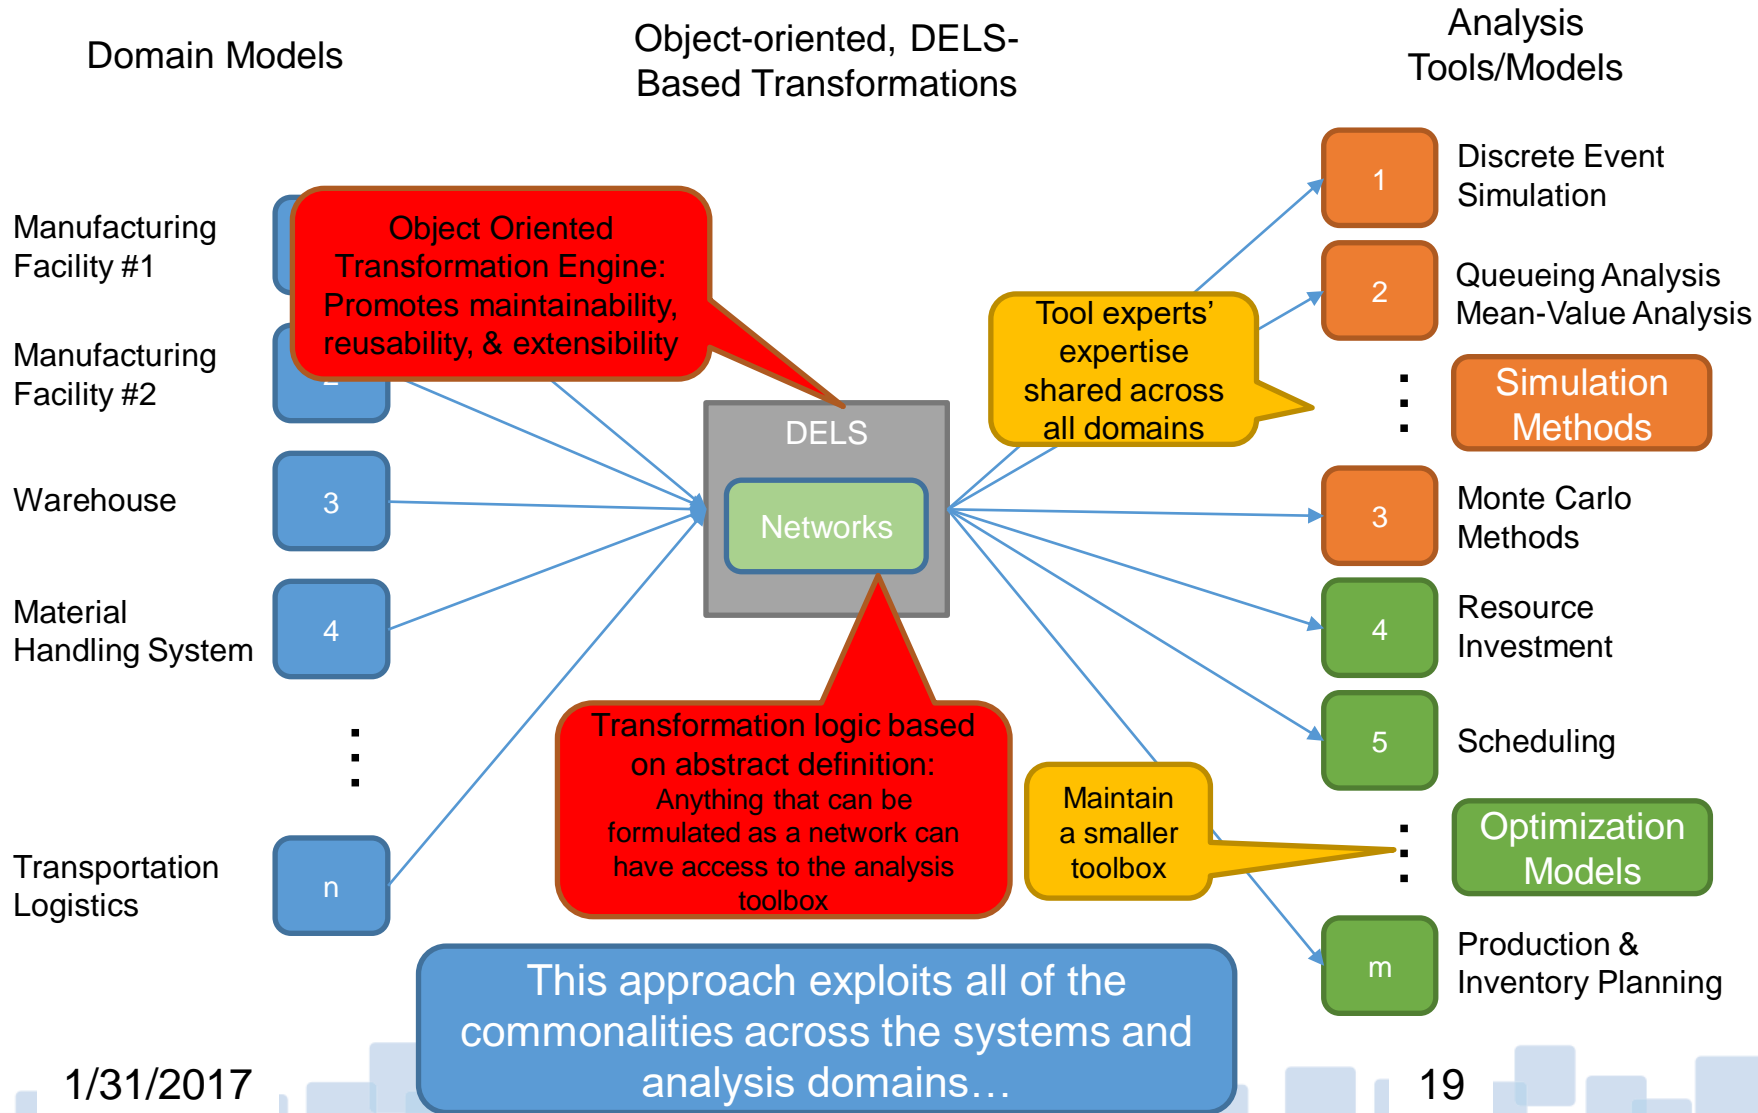 Domain Models
Object-oriented, DELS-
Based Transformations
Analysis
Tools/Models
Manufacturing
Facility #1
Manufacturing
Facility #2
Warehouse
3
Material
Handling System
4
Transportation
Logistics
n
Object Oriented
Transformation Engine:
Promotes maintainability,
reusability, & extensibility
DELS
Networks
Transformation logic based
on abstract definition:
Anything that can be
formulated as a network can
have access to the analysis
toolbox
Tool experts’
expertise
shared across
all domains
Maintain
a smaller
toolbox
1
Discrete Event
Simulation
2
Queueing Analysis
Mean-Value Analysis
Simulation
Methods
3
Monte Carlo
Methods
4
Resource
Investment
5
Scheduling
Optimization
Models
m
Production &
Inventory Planning
This approach exploits all of the
commonalities across the systems and
analysis domains…
1/31/2017
19